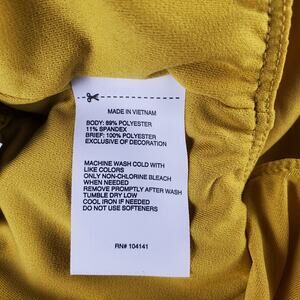 MADE IN VIETNAM
BODY: 89% POLYESTER
11% SPANDEX
BRIEF: 100% POLYESTER
EXCLUSIVE OF DECORATION
MACHINE WASH COLD WITH
LIKE COLORS
ONLY NON-CHLORINE BLEACH
WHEN NEEDED
REMOVE PROMPTLY AFTER WASH
TUMBLE DRY LOW
COOL IRON IF NEEDED
DO NOT USE SOFTENERS
RN# 104141